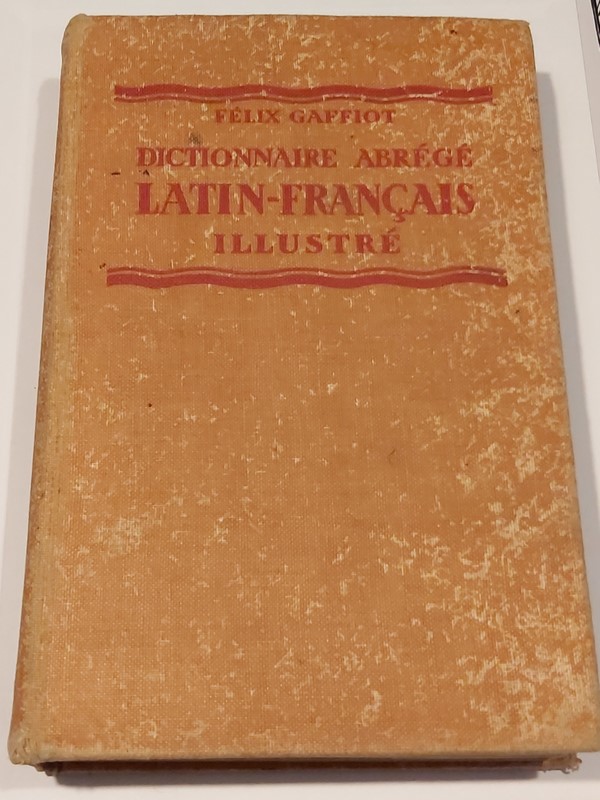 FÉLIX GAFFIOT
DICTIONNAIRE ABRÉGÉ
LATIN-FRANÇAIS
ILLUSTRÉ